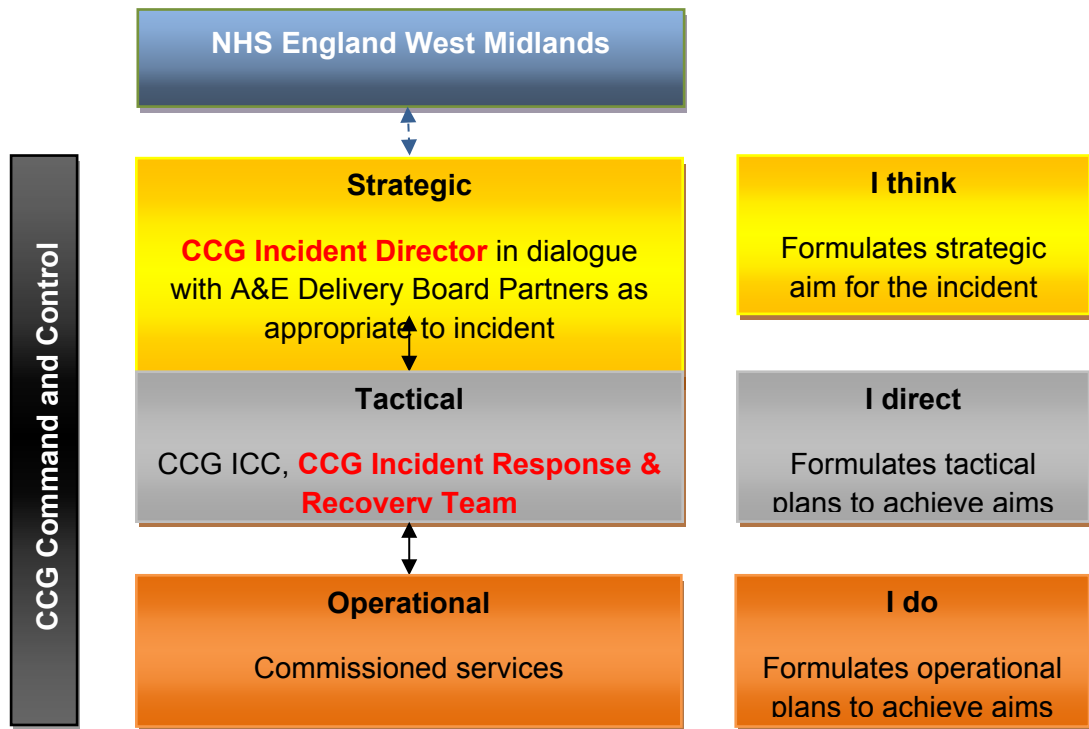 NHS England West Midlands
CCG Command and Control
Strategic
CCG Incident Director in dialogue
with A&E Delivery Board Partners as
appropriate to incident
I think
Formulates strategic
aim for the incident
Tactical
CCG ICC, CCG Incident Response &
Recovery Team
I direct
Formulates tactical
plans to achieve aims
Operational
Commissioned services
I do
Formulates operational
plans to achieve aims